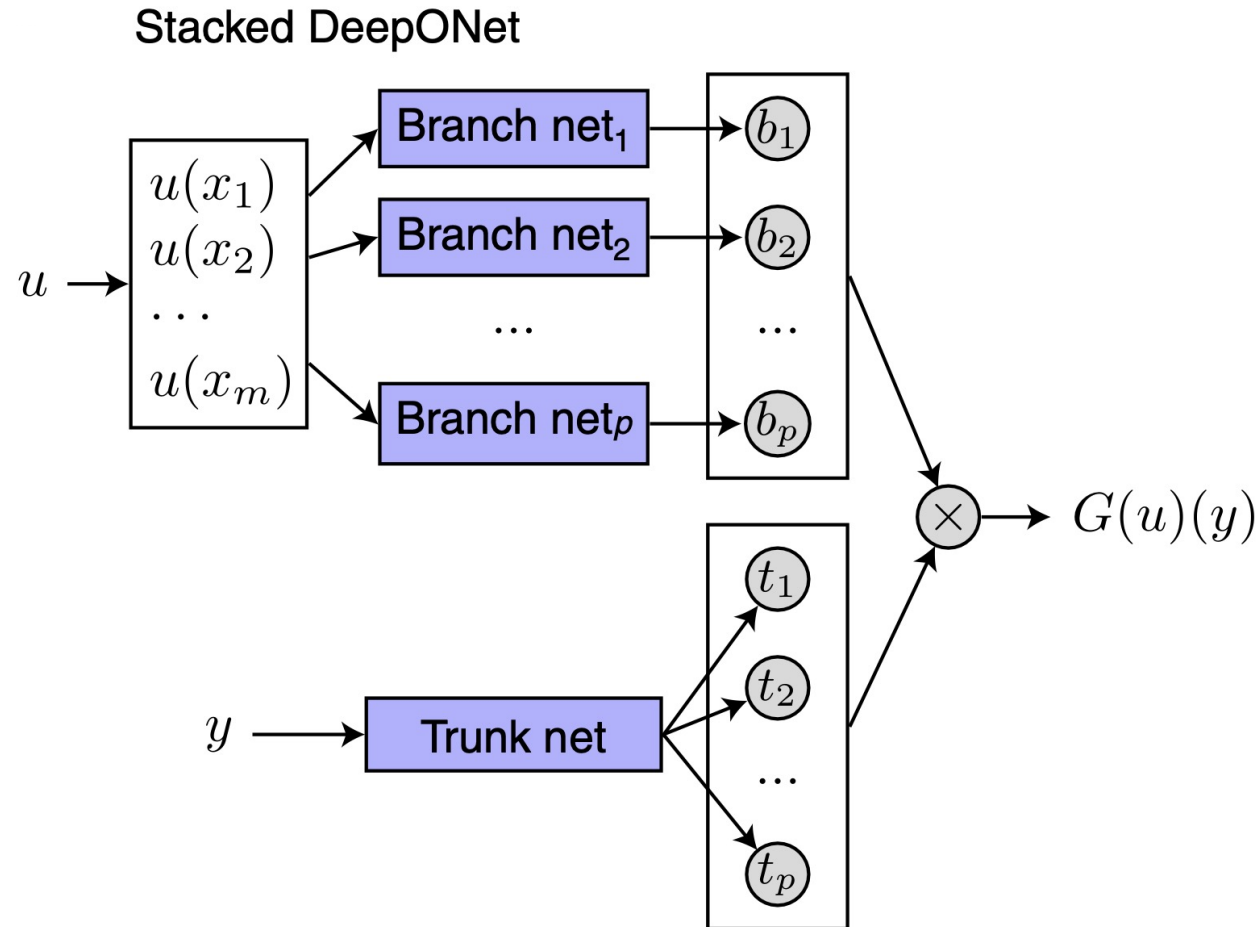 Stacked DeepONet
u
u(x₁)
u(x₂)
...
u(xₘ)
Branch net₁
Branch net₂
...
Branch netₚ
b₁
b₂
...
bₚ
y
Trunk net
t₁
t₂
...
tₚ
×
G(u)(y)